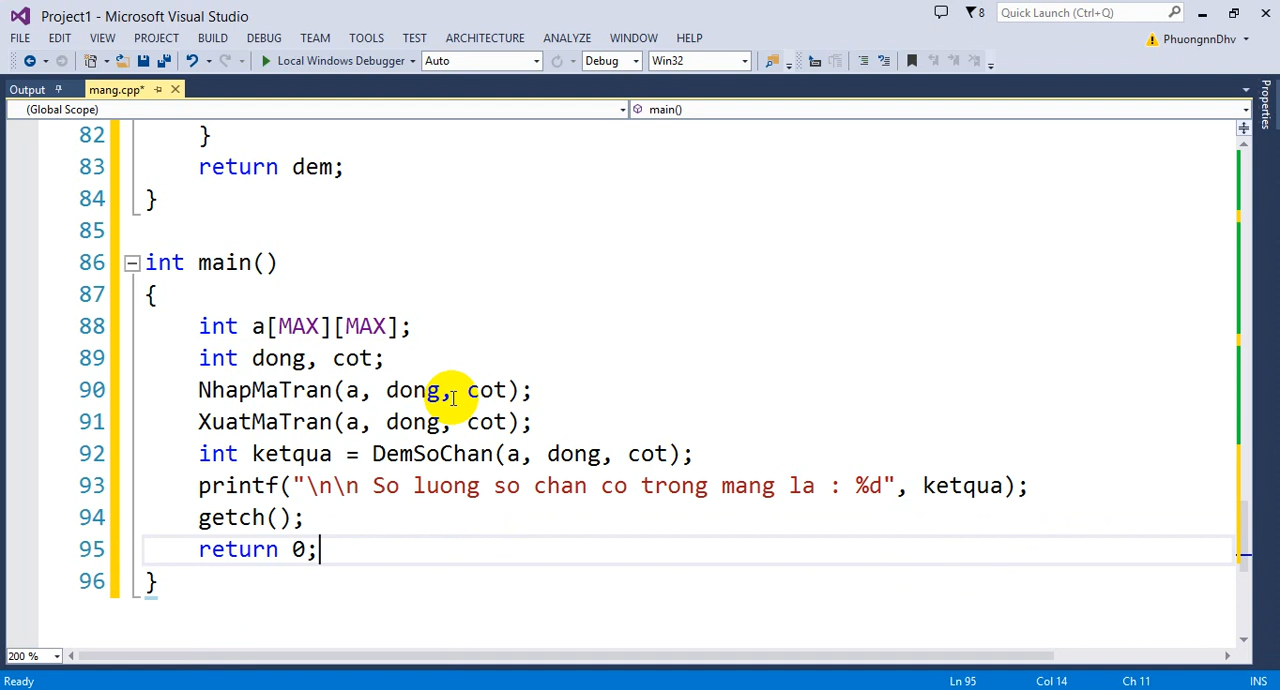 Project1 - Microsoft Visual Studio
8
Quick Launch (Ctrl+Q)
FILE EDIT VIEW PROJECT BUILD DEBUG TEAM TOOLS TEST ARCHITECTURE ANALYZE WINDOW HELP
PhuongnnDhv
Local Windows Debugger Auto Debug Win32
Output mang.cpp*
Properties
(Global Scope) main()
82 }
83 return dem;
84 }
85
86 int main()
87 {
88 int a[MAX][MAX];
89 int dong, cot;
90 NhapMaTran(a, dong, cot);
91 XuatMaTran(a, dong, cot);
92 int ketqua = DemSoChan(a, dong, cot);
93 printf("\n\n So luong so chan co trong mang la : %d", ketqua);
94 getch();
95 return 0;
96 }
200 %
Ready Ln 95 Col 14 Ch 11 INS